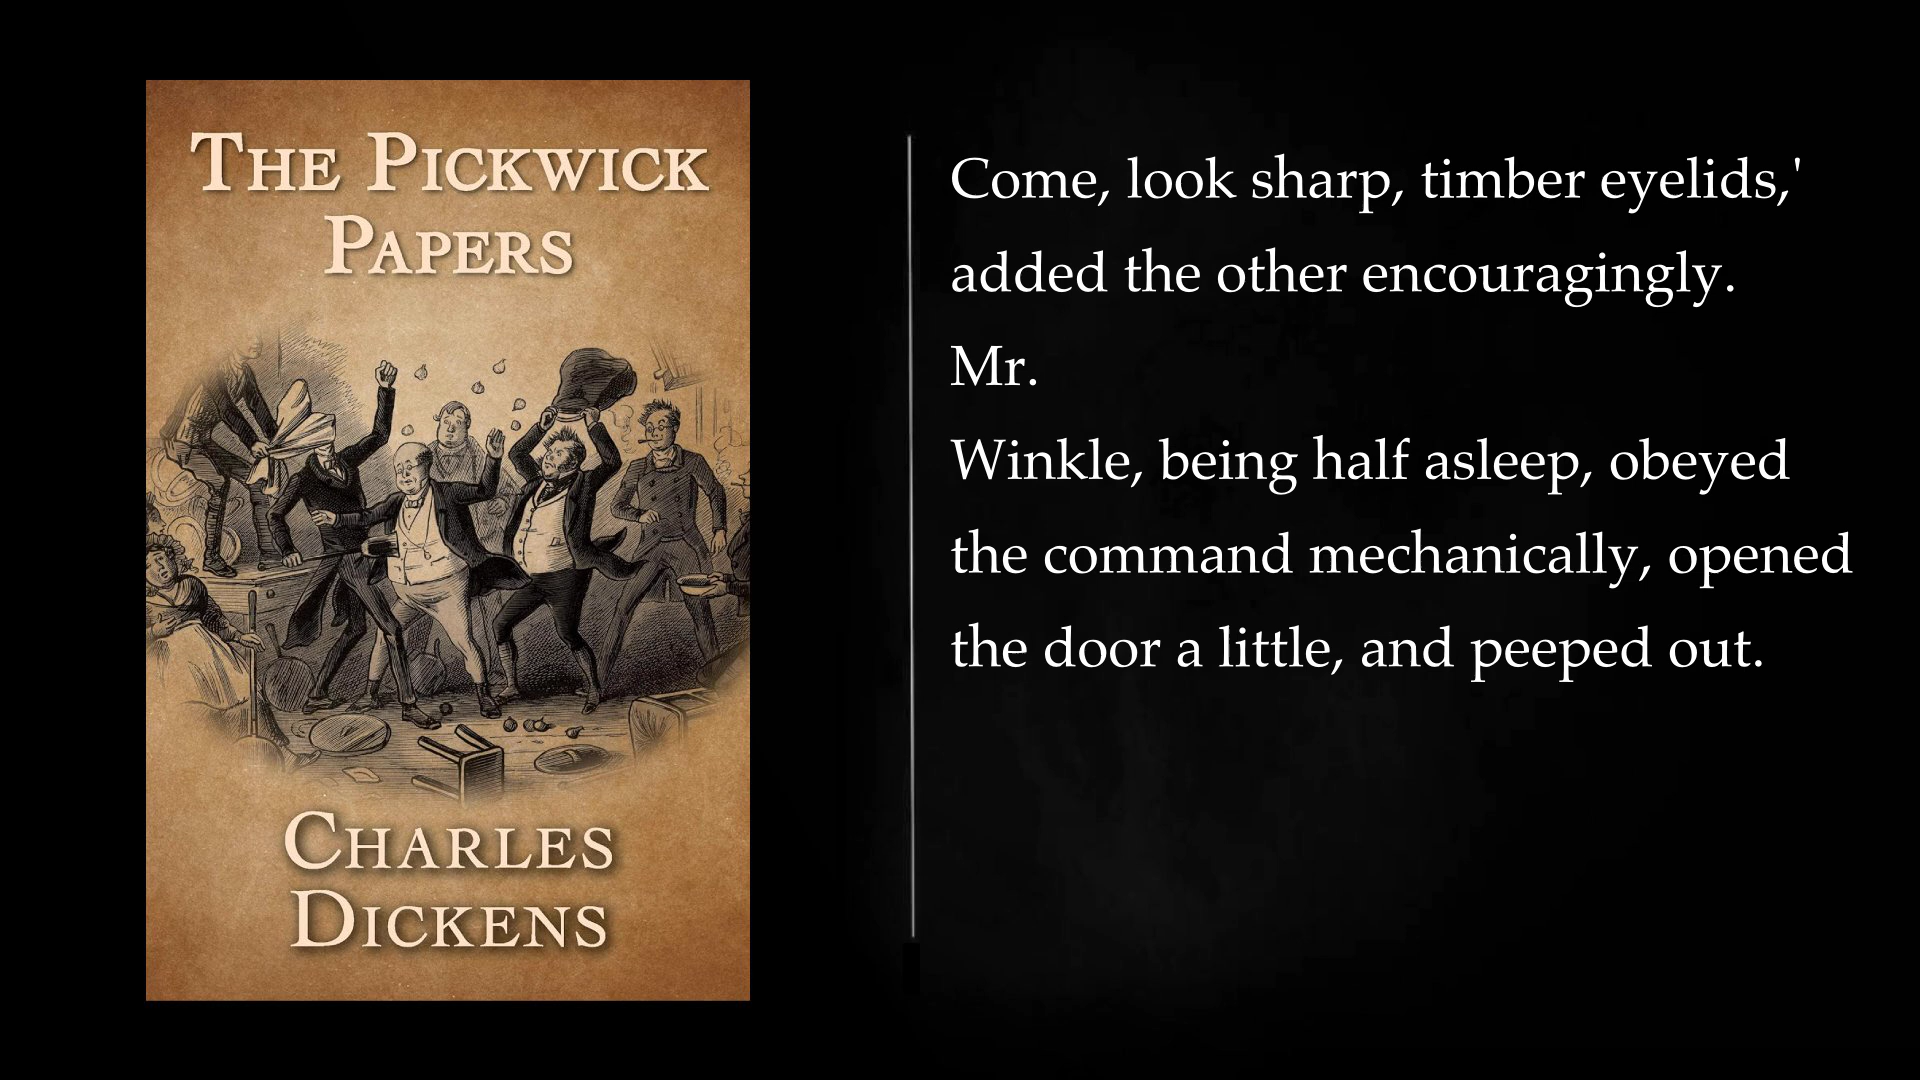 THE PICKWICK
PAPERS
CHARLES
DICKENS
Come, look sharp, timber eyelids,'
added the other encouragingly.
Mr.
Winkle, being half asleep, obeyed
the command mechanically, opened
the door a little, and peeped out.